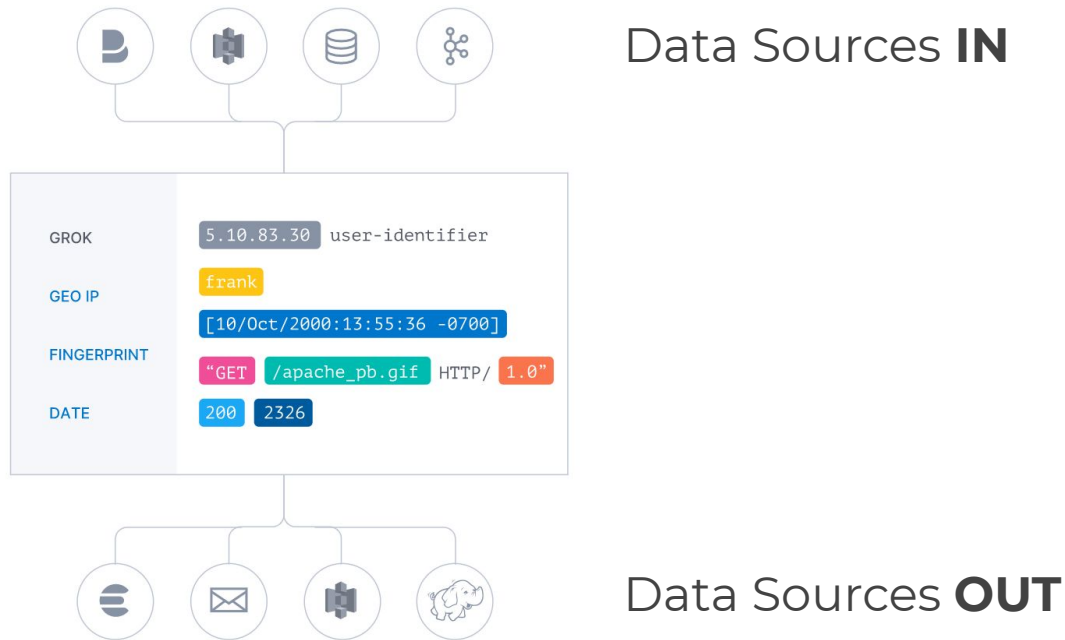 Data Sources IN
GROK
5.10.83.30 user-identifier
GEO IP
frank
[10/Oct/2000:13:55:36 -0700]
FINGERPRINT
“GET /apache_pb.gif HTTP/ 1.0”
DATE
200 2326
Data Sources OUT